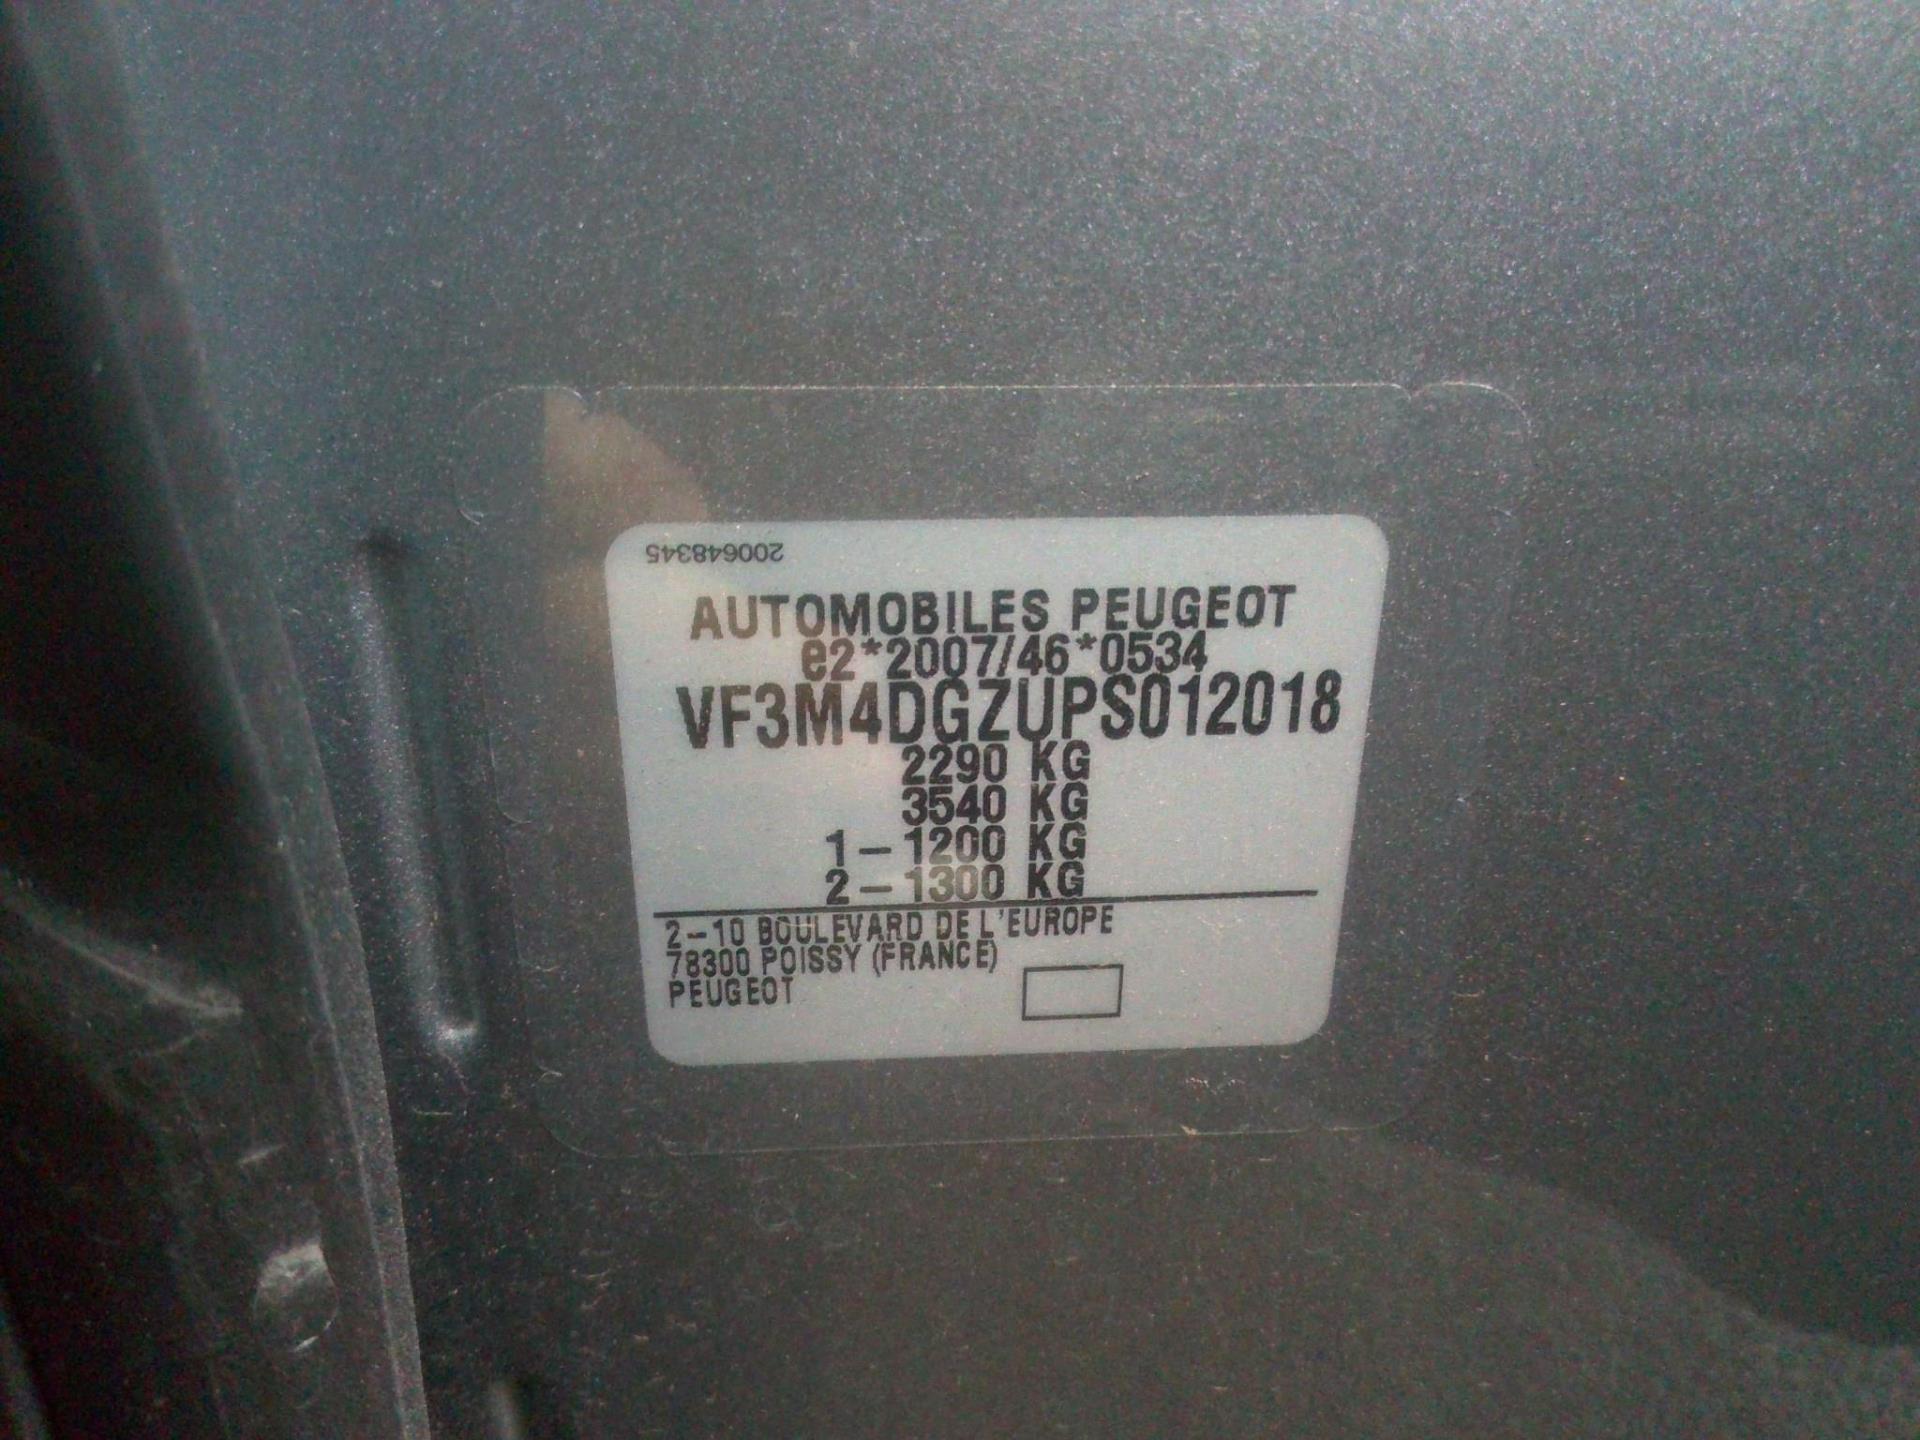 200648345
AUTOMOBILES PEUGEOT
e2*2007/46*0534
VF3M4DGZUPS012018
2290 KG
3540 KG
1-1200 KG
2-1300 KG
2-10 BOULEVARD DE L'EUROPE
78300 POISSY (FRANCE)
PEUGEOT